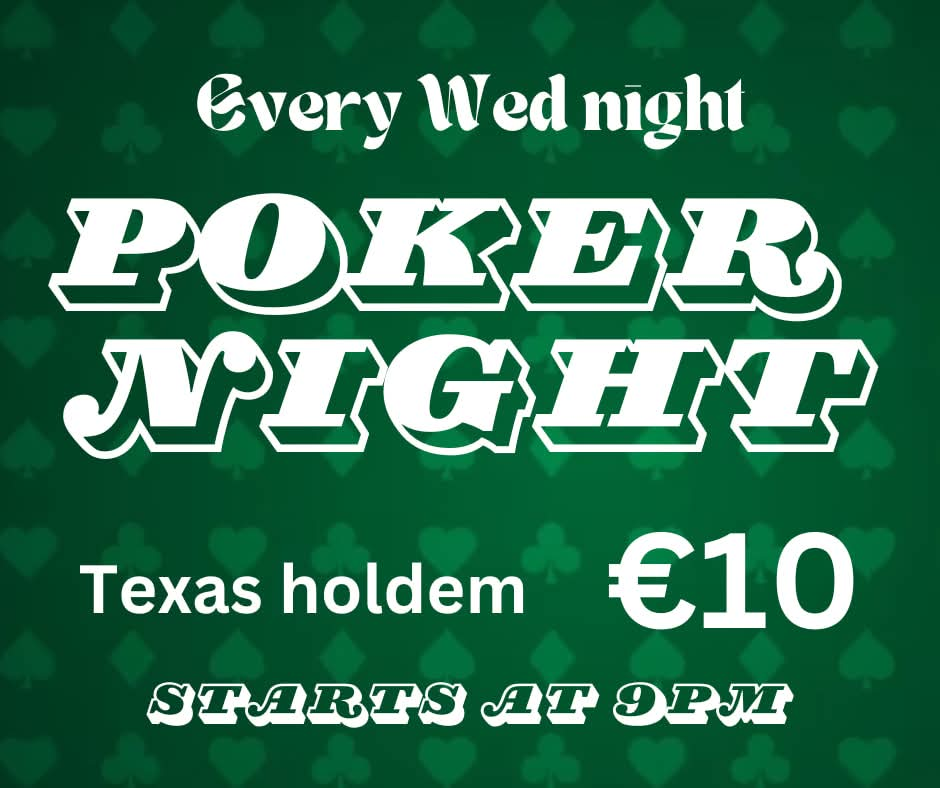 Every Wed night
POKER
NIGHT
Texas holdem €10
STARTS AT 9PM